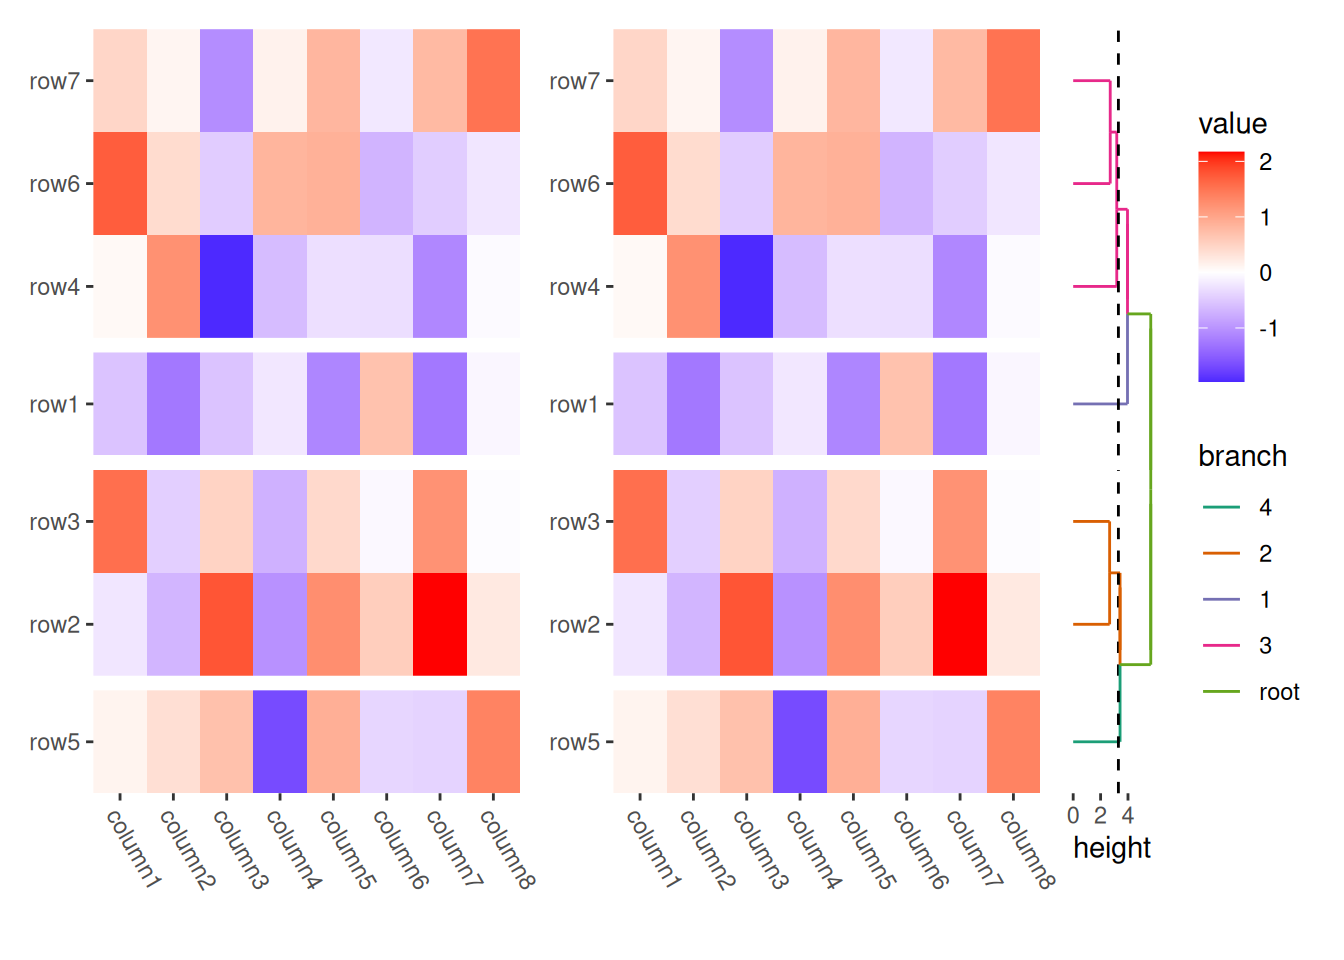 row7
row6
row4
row1
row3
row2
row5
column1
column2
column3
column4
column5
column6
column7
column8
row7
row6
row4
row1
row3
row2
row5
column1
column2
column3
column4
column5
column6
column7
column8
0 2 4
height
value
2
1
0
-1
branch
4
2
1
3
root